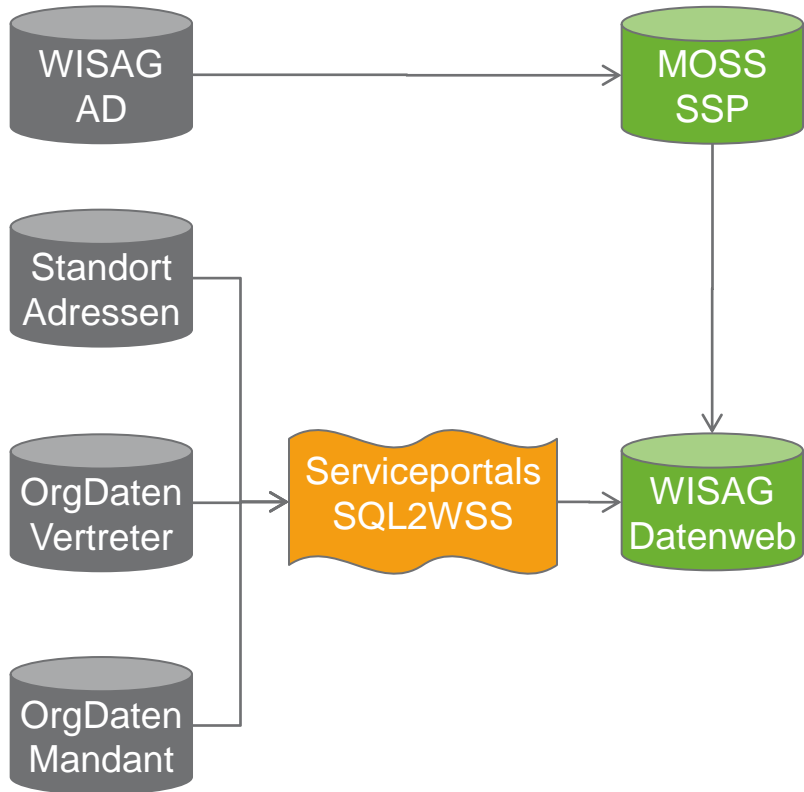 WISAG
AD
MOSS
SSP
Standort
Adressen
OrgDaten
Vertreter
Serviceportals
SQL2WSS
WISAG
Datenweb
OrgDaten
Mandant